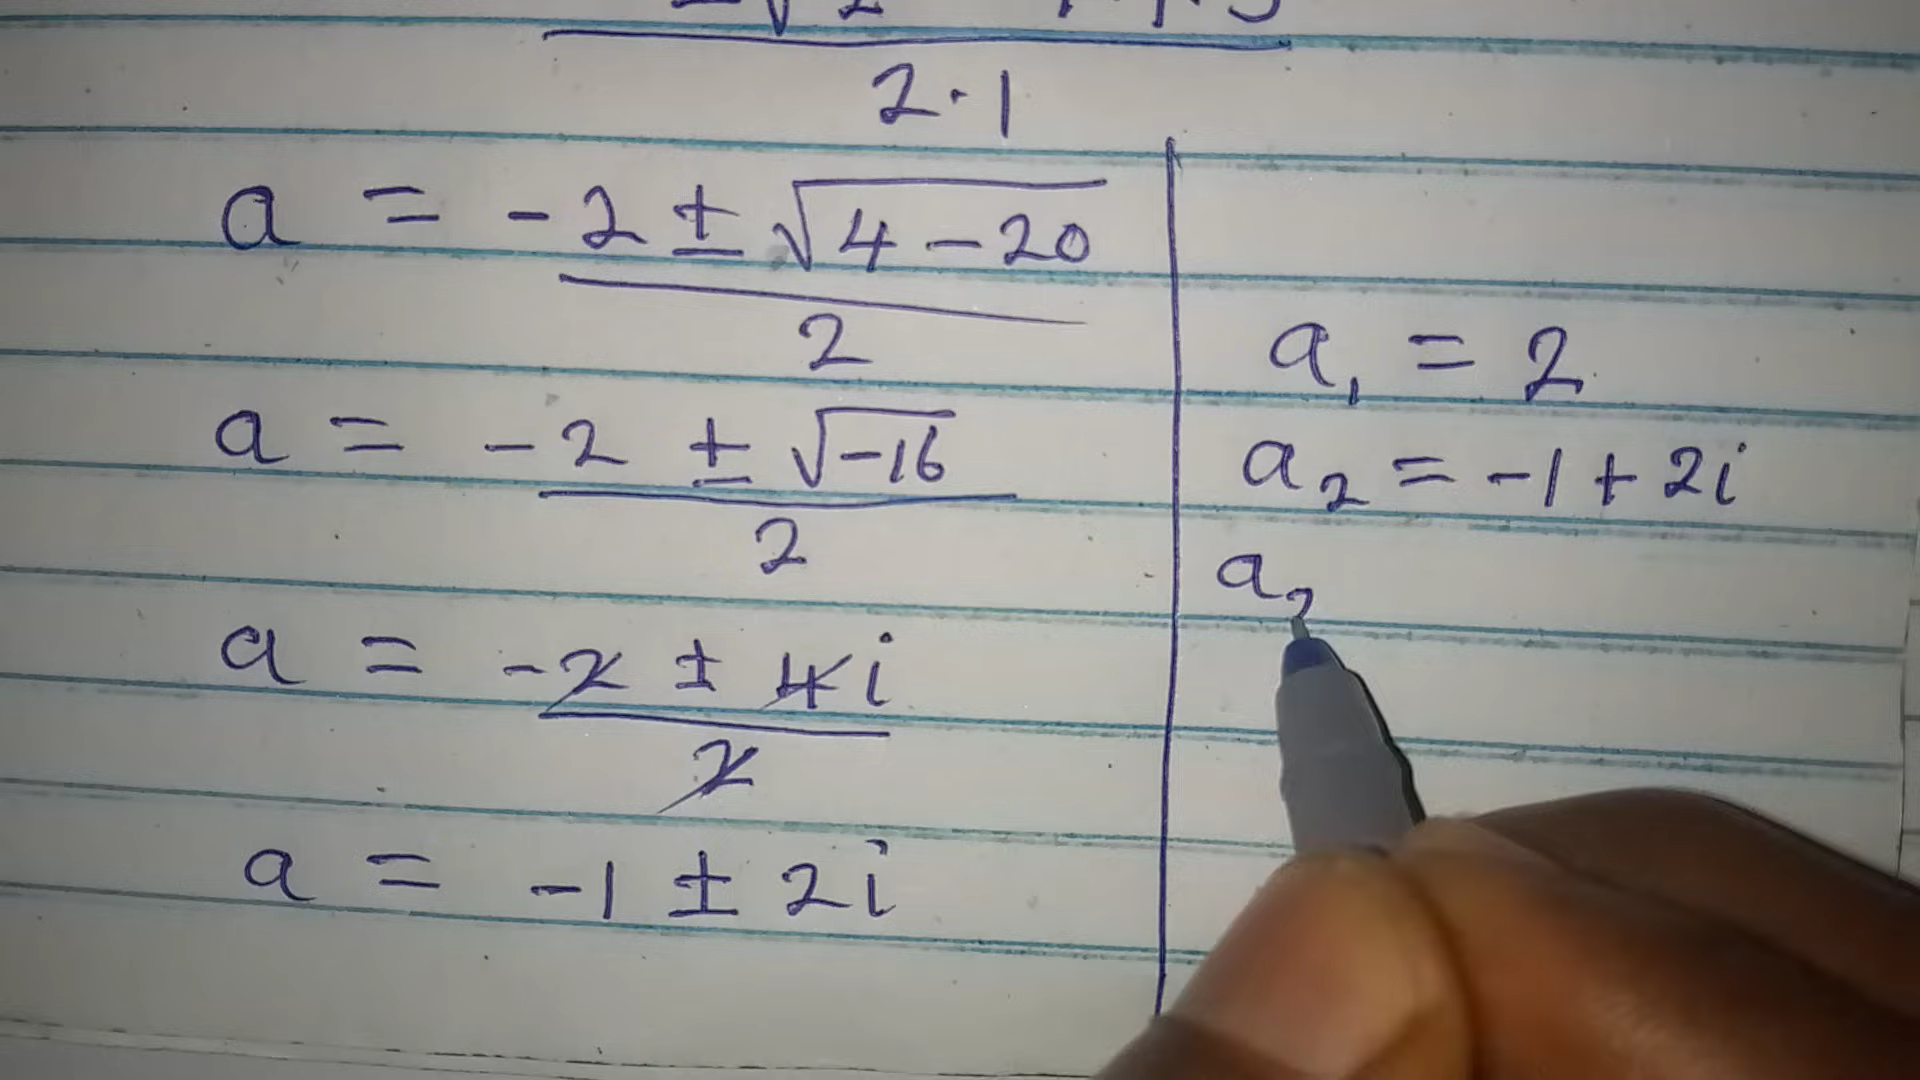 2·1
a = -2 ± √4-20
2
a = -2 ± √-16
2
a = -2 ± 4i
2
a = -1 ± 2i
a₁ = 2
a₂ = -1 + 2i
a